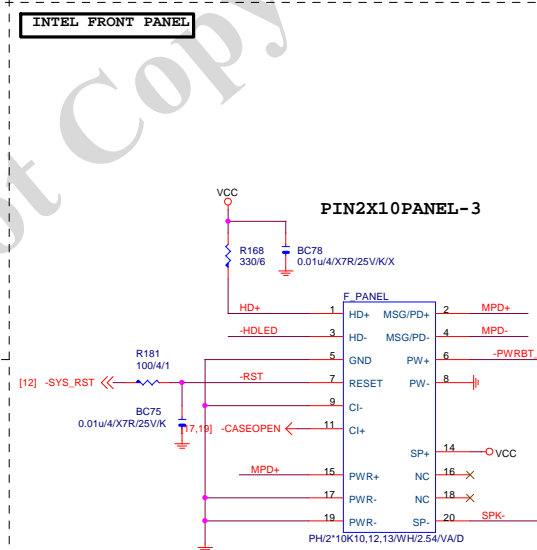 INTEL FRONT PANEL
ot Copy
VCC
PIN2X10PANEL-3
R168
330/6
BC78
0.01u/4/X7R/25V/K/X
F_PANEL
HD+ 1 HD+ MSG/PD+ 2 MPD+
-HDLED 3 HD- MSG/PD- 4 MPD-
5 GND PW+ 6 -PWRBT_
R181
100/4/1
[12] -SYS_RST -RST 7 RESET PW- 8
9 CI-
BC75
0.01u/4/X7R/25V/K
17,19] -CASEOPEN 11 CI+
SP+ 14 VCC
MPD+ 15 PWR+ NC 16
17 PWR- NC 18
19 PWR- SP- 20 SPK-
PH/2*10K10,12,13/WH/2.54/VA/D